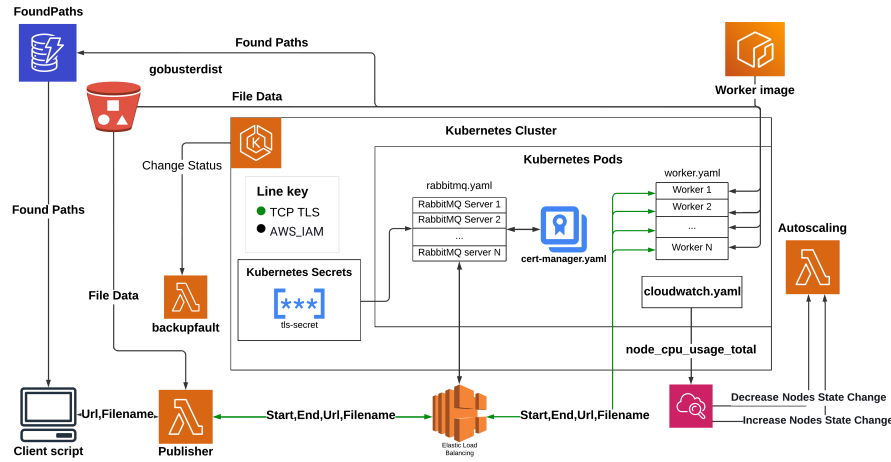 FoundPaths
Found Paths
gobusterdist
File Data
Worker image
Kubernetes Cluster
Kubernetes Pods
Change Status
Line key
TCP TLS
AWS_IAM
rabbitmq.yaml
RabbitMQ Server 1
RabbitMQ Server 2
...
RabbitMQ server N
worker.yaml
Worker 1
Worker 2
...
Worker N
cert-manager.yaml
Autoscaling
Found Paths
Kubernetes Secrets
[***]
tls-secret
cloudwatch.yaml
File Data
backupfault
node_cpu_usage_total
Decrease Nodes State Change
Increase Nodes State Change
Url,Filename
Start,End,Url,Filename
Start,End,Url,Filename
Client script
Publisher
Elastic Load
Balancing